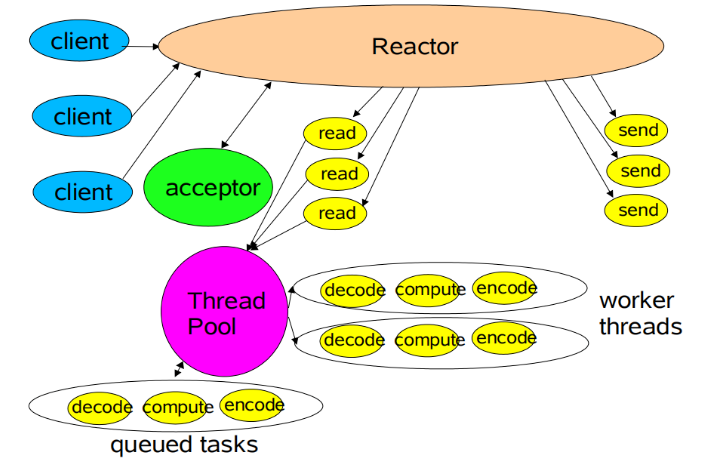 client
Reactor
client
client
acceptor
read
read
read
send
send
send
Thread
Pool
decode compute encode
decode compute encode
worker
threads
decode compute encode
queued tasks